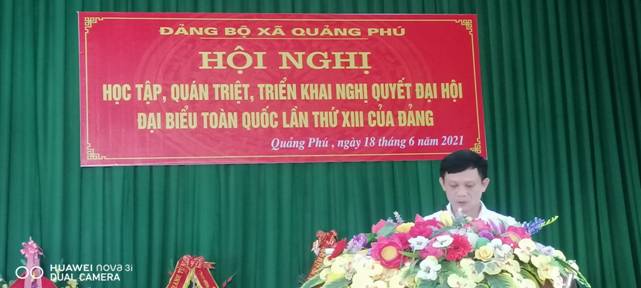 ĐẢNG BỘ XÃ QUẢNG PHÚ
HỘI NGHỊ
HỌC TẬP, QUÁN TRIỆT, TRIỂN KHAI NGHỊ QUYẾT ĐẠI HỘI
ĐẠI BIỂU TOÀN QUỐC LẦN THỨ XIII CỦA ĐẢNG
Quảng Phú , ngày 18 tháng 6 năm 2021
HUAWEI nova 3i
DUAL CAMERA